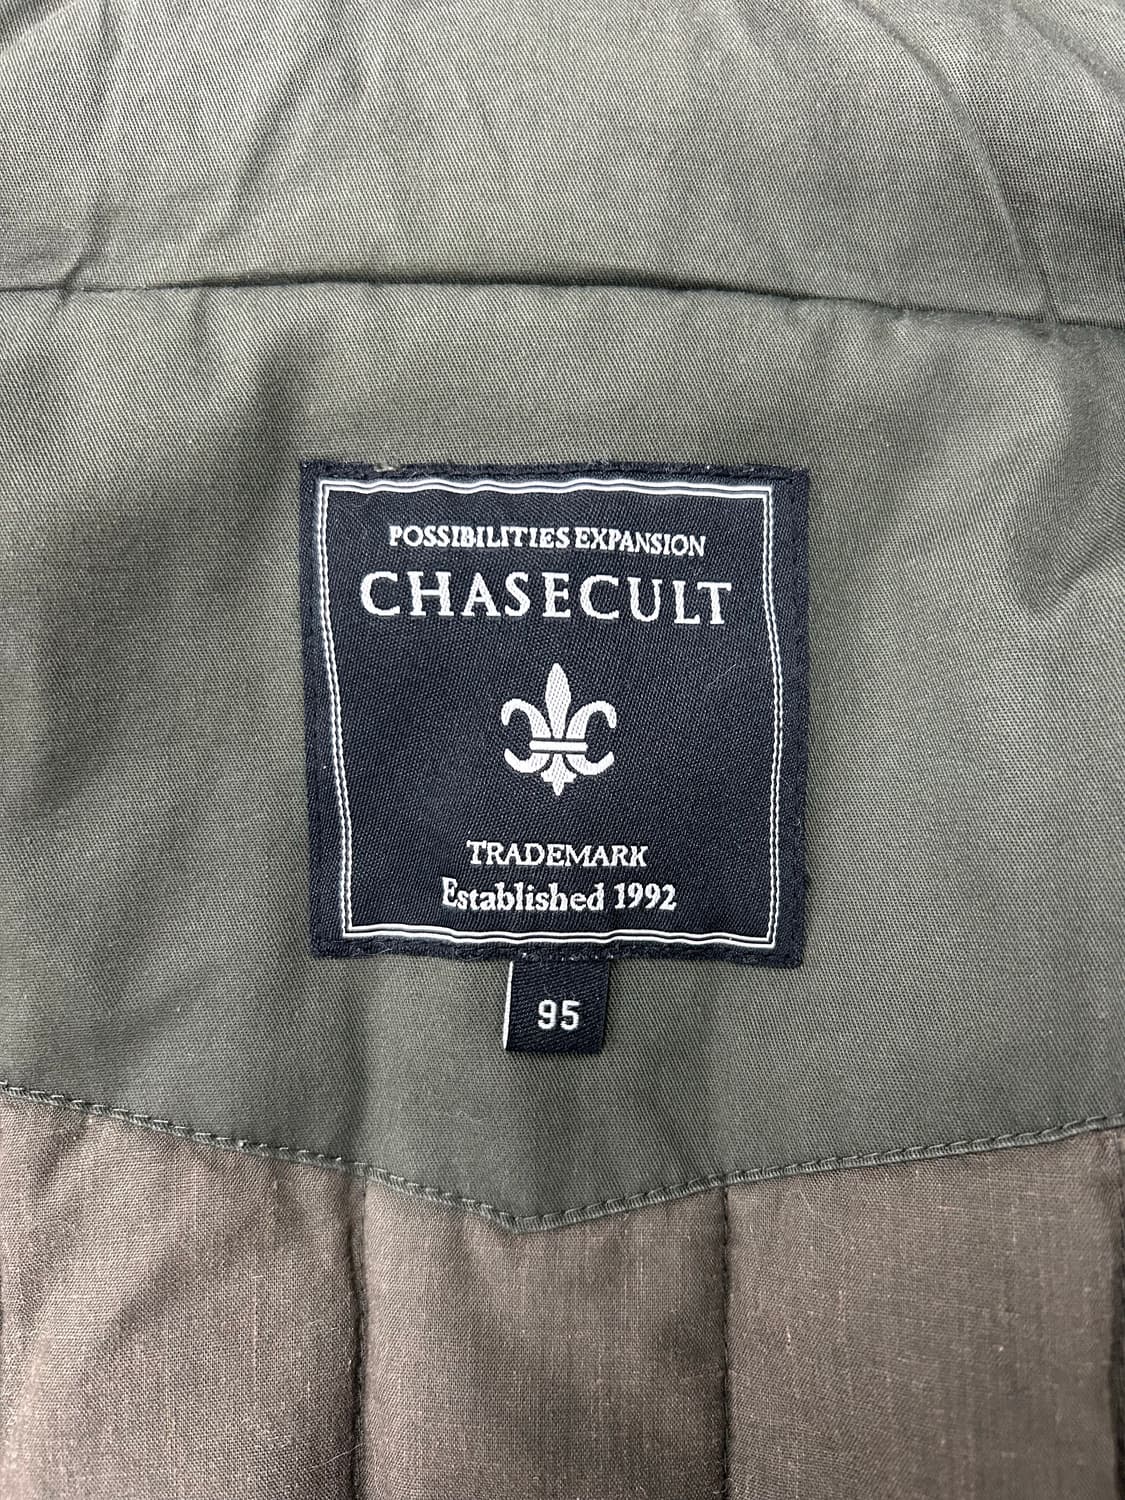 POSSIBILITIES EXPANSION
CHASECULT
TRADEMARK
Established 1992
95